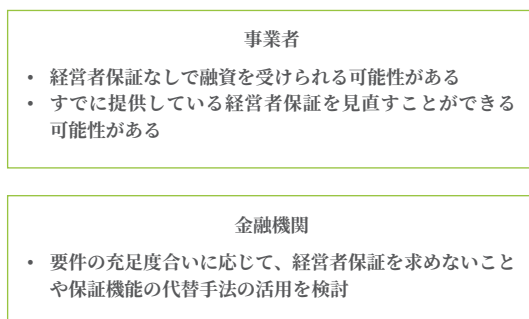 事業者
• 経営者保証なしで融資を受けられる可能性がある
• すでに提供している経営者保証を見直すことができる
可能性がある
金融機関
• 要件の充足度合いに応じて、経営者保証を求めないこと
や保証機能の代替手法の活用を検討